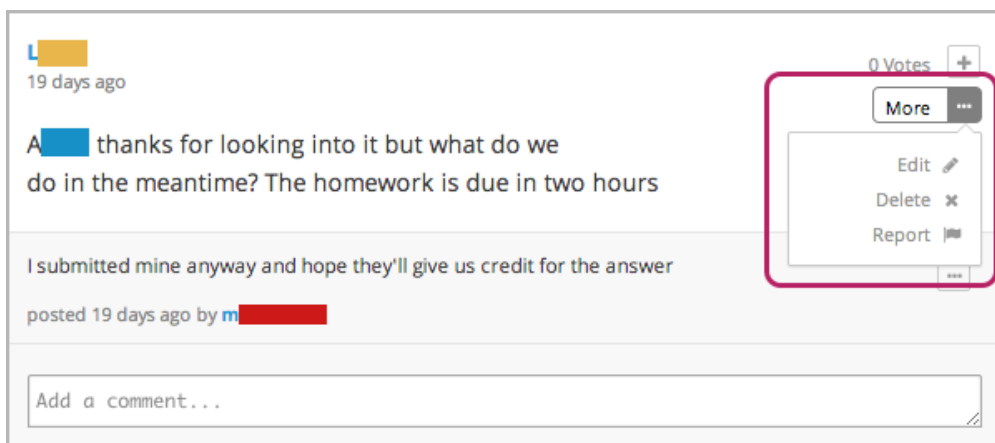 L
19 days ago
0 Votes +
More ...
A thanks for looking into it but what do we
do in the meantime? The homework is due in two hours
Edit
Delete
Report
I submitted mine anyway and hope they'll give us credit for the answer
...
posted 19 days ago by m
Add a comment...